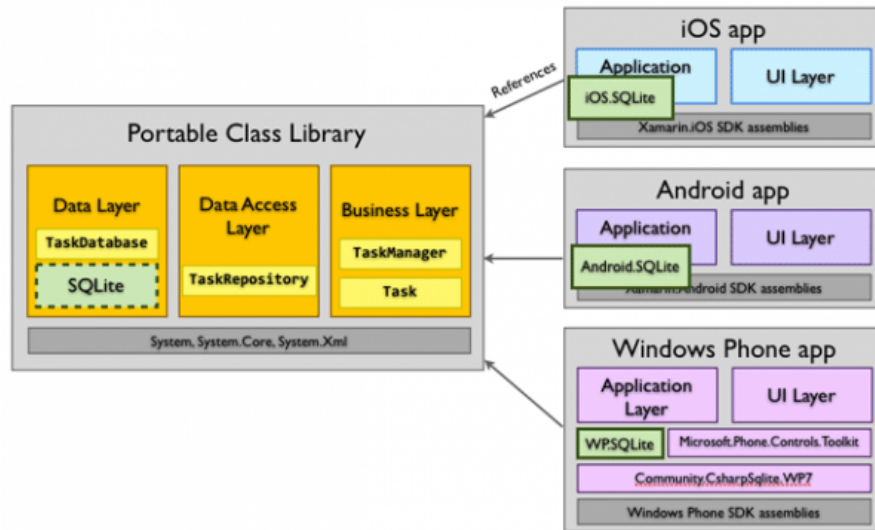 iOS app
Application
UI Layer
iOS.SQLite
Xamarin.iOS SDK assemblies
References
Portable Class Library
Data Layer
TaskDatabase
SQLite
Data Access
Layer
TaskRepository
Business Layer
TaskManager
Task
System, System.Core, System.Xml
Android app
Application
UI Layer
Android.SQLite
Xamarin.Android SDK assemblies
Windows Phone app
Application
Layer
UI Layer
WP.SQLite
Microsoft.Phone.Controls.Toolkit
Community.CsharpSqlite.WP7
Windows Phone SDK assemblies